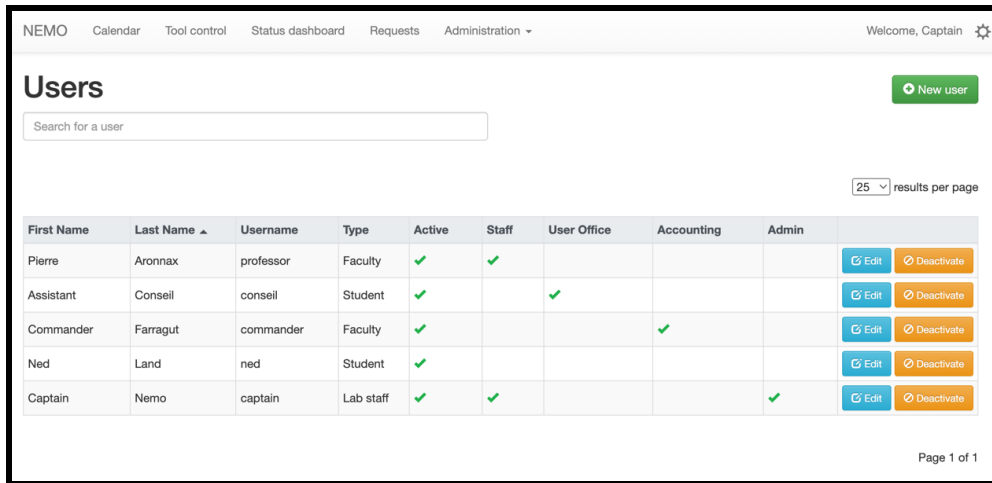 NEMO Calendar Tool control Status dashboard Requests Administration Welcome, Captain
Users
New user
Search for a user
25 results per page
First Name Last Name Username Type Active Staff User Office Accounting Admin
Pierre Aronnax professor Faculty Edit Deactivate
Assistant Conseil conseil Student Edit Deactivate
Commander Farragut commander Faculty Edit Deactivate
Ned Land ned Student Edit Deactivate
Captain Nemo captain Lab staff Edit Deactivate
Page 1 of 1